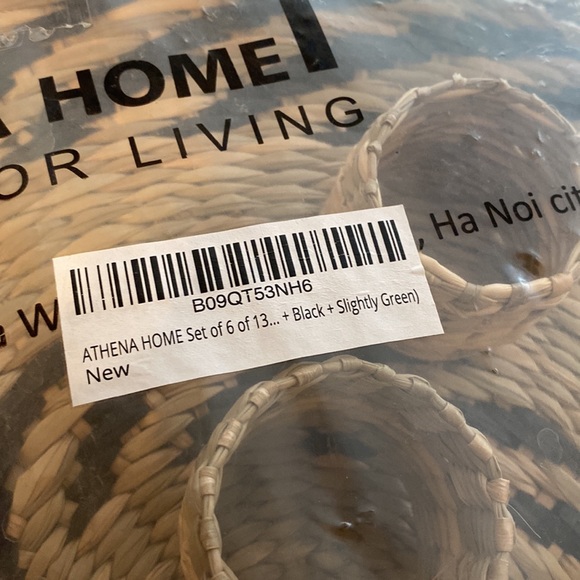 HOME
OR LIVING
, Ha Noi cit
W
B09QT53NH6
ATHENA HOME Set of 6 of 13... + Black + Slightly Green)
New